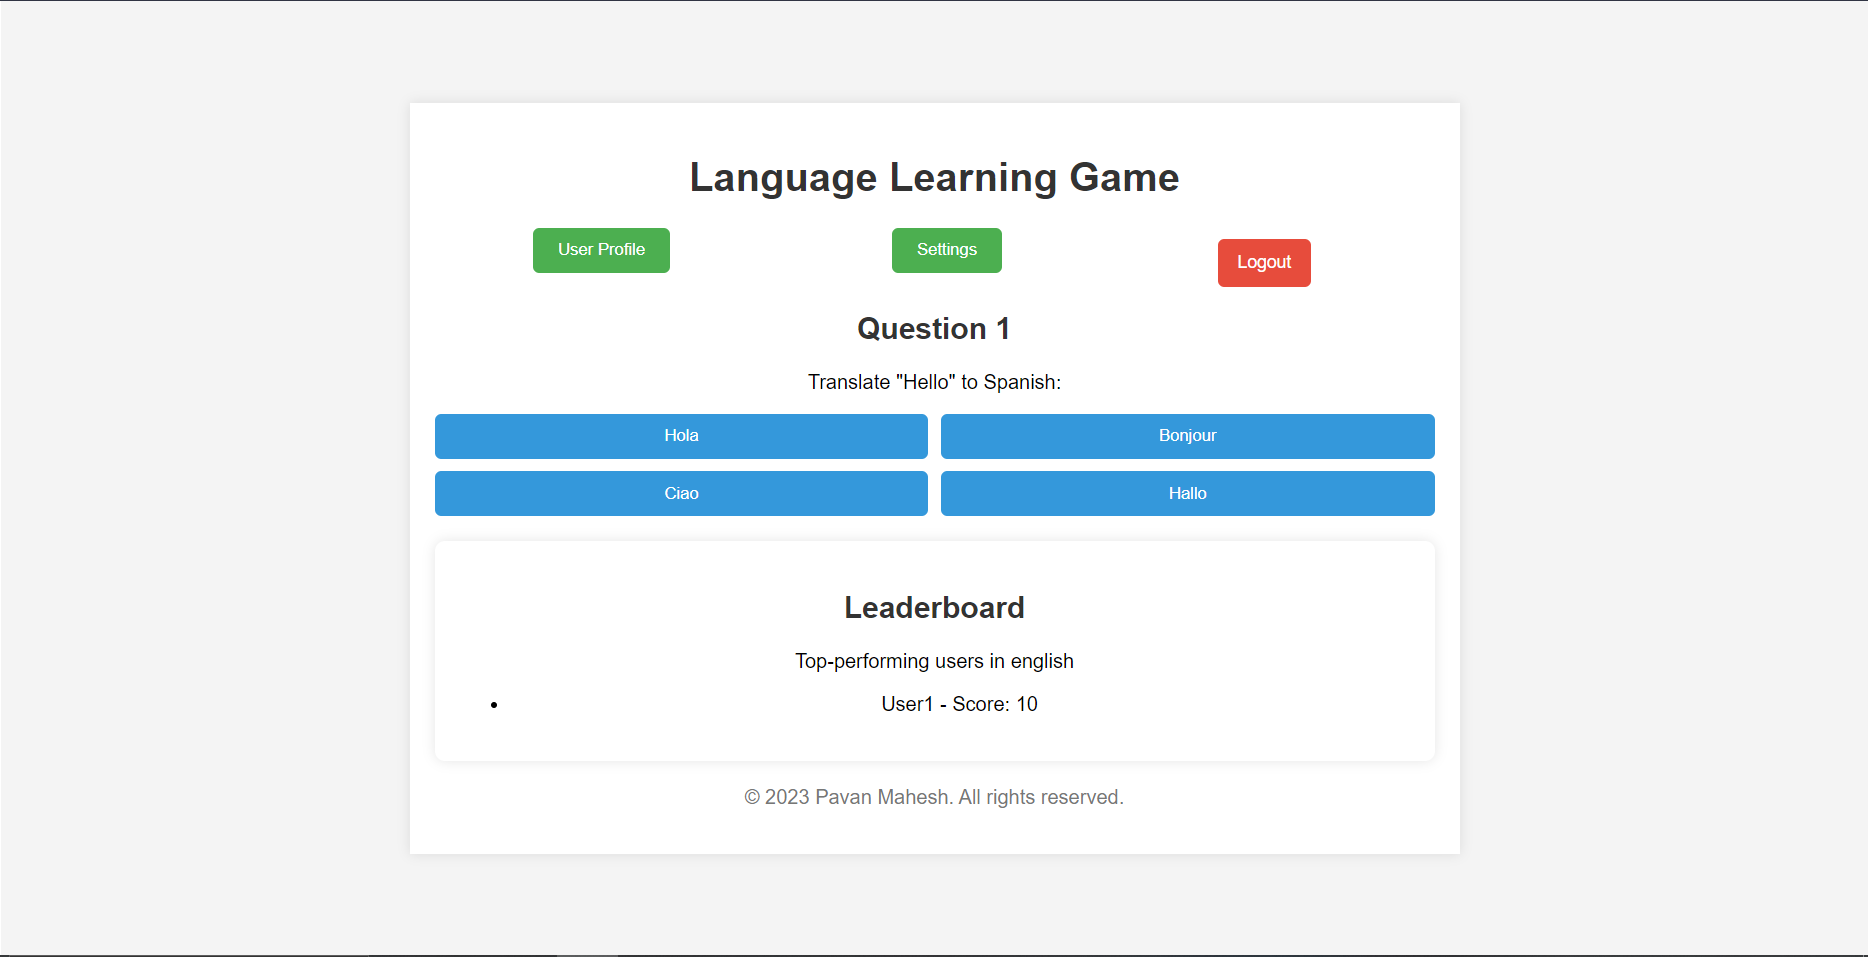 Language Learning Game
User Profile Settings Logout
Question 1
Translate "Hello" to Spanish:
Hola Bonjour
Ciao Hallo
Leaderboard
Top-performing users in english
• User1 - Score: 10
© 2023 Pavan Mahesh. All rights reserved.